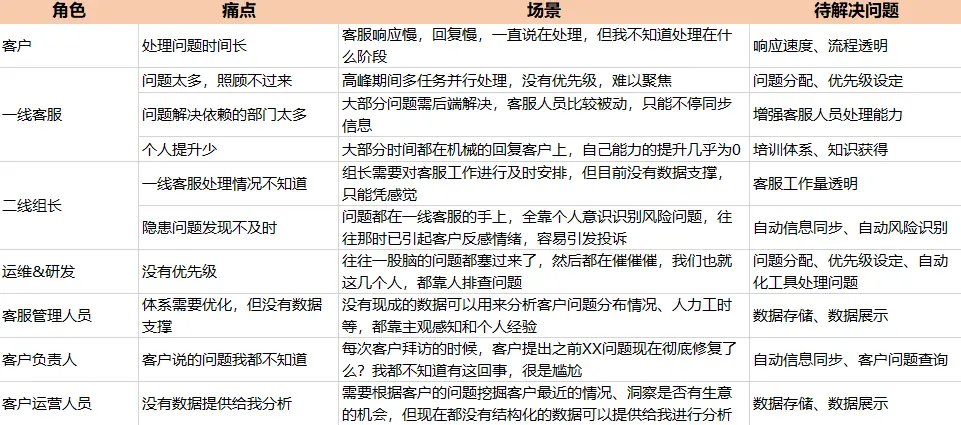 角色 痛点 场景 待解决问题
客户 处理问题时间长 客服响应慢，回复慢，一直说在处理，但我不知道处理在什么阶段 响应速度、流程透明
一线客服 问题太多，照顾不过来 高峰期间多任务并行处理，没有优先级，难以聚焦 问题分配、优先级设定
问题解决依赖的部门太多 大部分问题需后端解决，客服人员比较被动，只能不停同步信息 增强客服人员处理能力
个人提升少 大部分时间都在机械的回复客户上，自己能力的提升几乎为0 培训体系、知识获得
二线组长 一线客服处理情况不知道 组长需要对客服工作进行及时安排，但目前没有数据支撑，只能凭感觉 客服工作量透明
隐患问题发现不及时 问题都在一线客服的手上，全靠个人意识识别风险问题，往往那时已引起客户反感情绪，容易引发投诉 自动信息同步、自动风险识别
运维&研发 没有优先级 往往一股脑的问题都塞过来了，然后都在催催催，我们也就这几个人，都靠人排查问题 问题分配、优先级设定、自动化工具处理问题
客服管理人员 体系需要优化，但没有数据支撑 没有现成的数据可以用来分析客户问题分布情况、人力工时等，都靠主观感知和个人经验 数据存储、数据展示
客户负责人 客户说的问题我都不知道 每次客户拜访的时候，客户提出之前XX问题现在彻底修复了么？我都不知道有这回事，很是尴尬 自动信息同步、客户问题查询
客户运营人员 没有数据提供给我分析 需要根据客户的问题挖掘客户最近的情况、洞察是否有生意的机会，但现在都没有结构化的数据可以提供给我进行分析 数据存储、数据展示